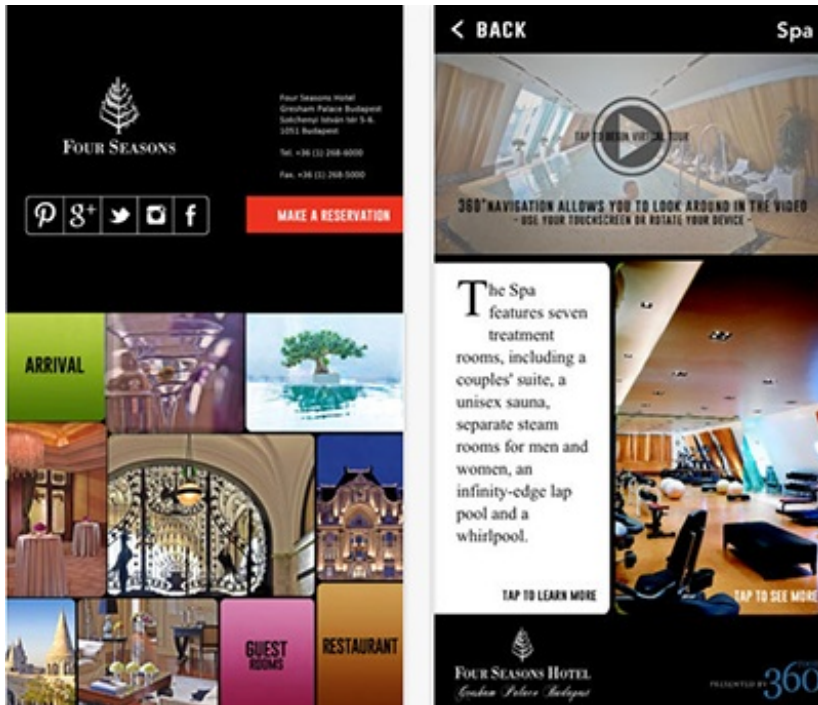 FOUR SEASONS
Four Seasons Hotel
Gresham Palace Budapest
Széchenyi István tér 5-6.
1051 Budapest
Tel. +36 (1) 268-6000
Fax. +36 (1) 268-5000
MAKE A RESERVATION
ARRIVAL
GUEST
ROOMS
RESTAURANT
< BACK
Spa
TAP TO BEGIN VIRTUAL TOUR
360° NAVIGATION ALLOWS YOU TO LOOK AROUND IN THE VIDEO
- USE YOUR TOUCHSCREEN OR ROTATE YOUR DEVICE -
The Spa
features seven
treatment
rooms, including a
couples' suite, a
unisex sauna,
separate steam
rooms for men and
women, an
infinity-edge lap
pool and a
whirlpool.
TAP TO LEARN MORE
TAP TO SEE MORE
FOUR SEASONS HOTEL
Gresham Palace Budapest
PRESENTED BY 360